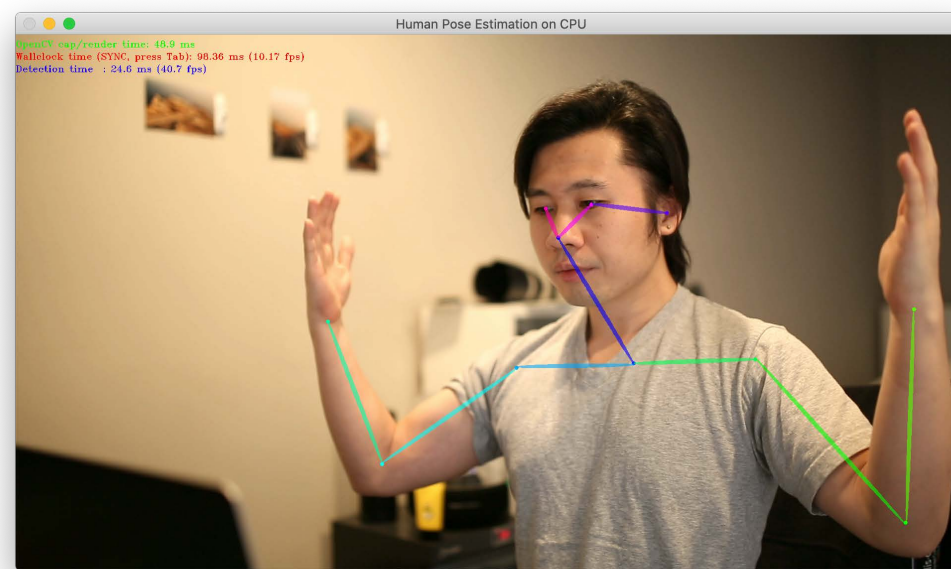 Human Pose Estimation on CPU
OpenCV cap/render time: 48.9 ms
Wallclock time (SYNC, press Tab): 98.36 ms (10.17 fps)
Detection time  : 24.6 ms (40.7 fps)